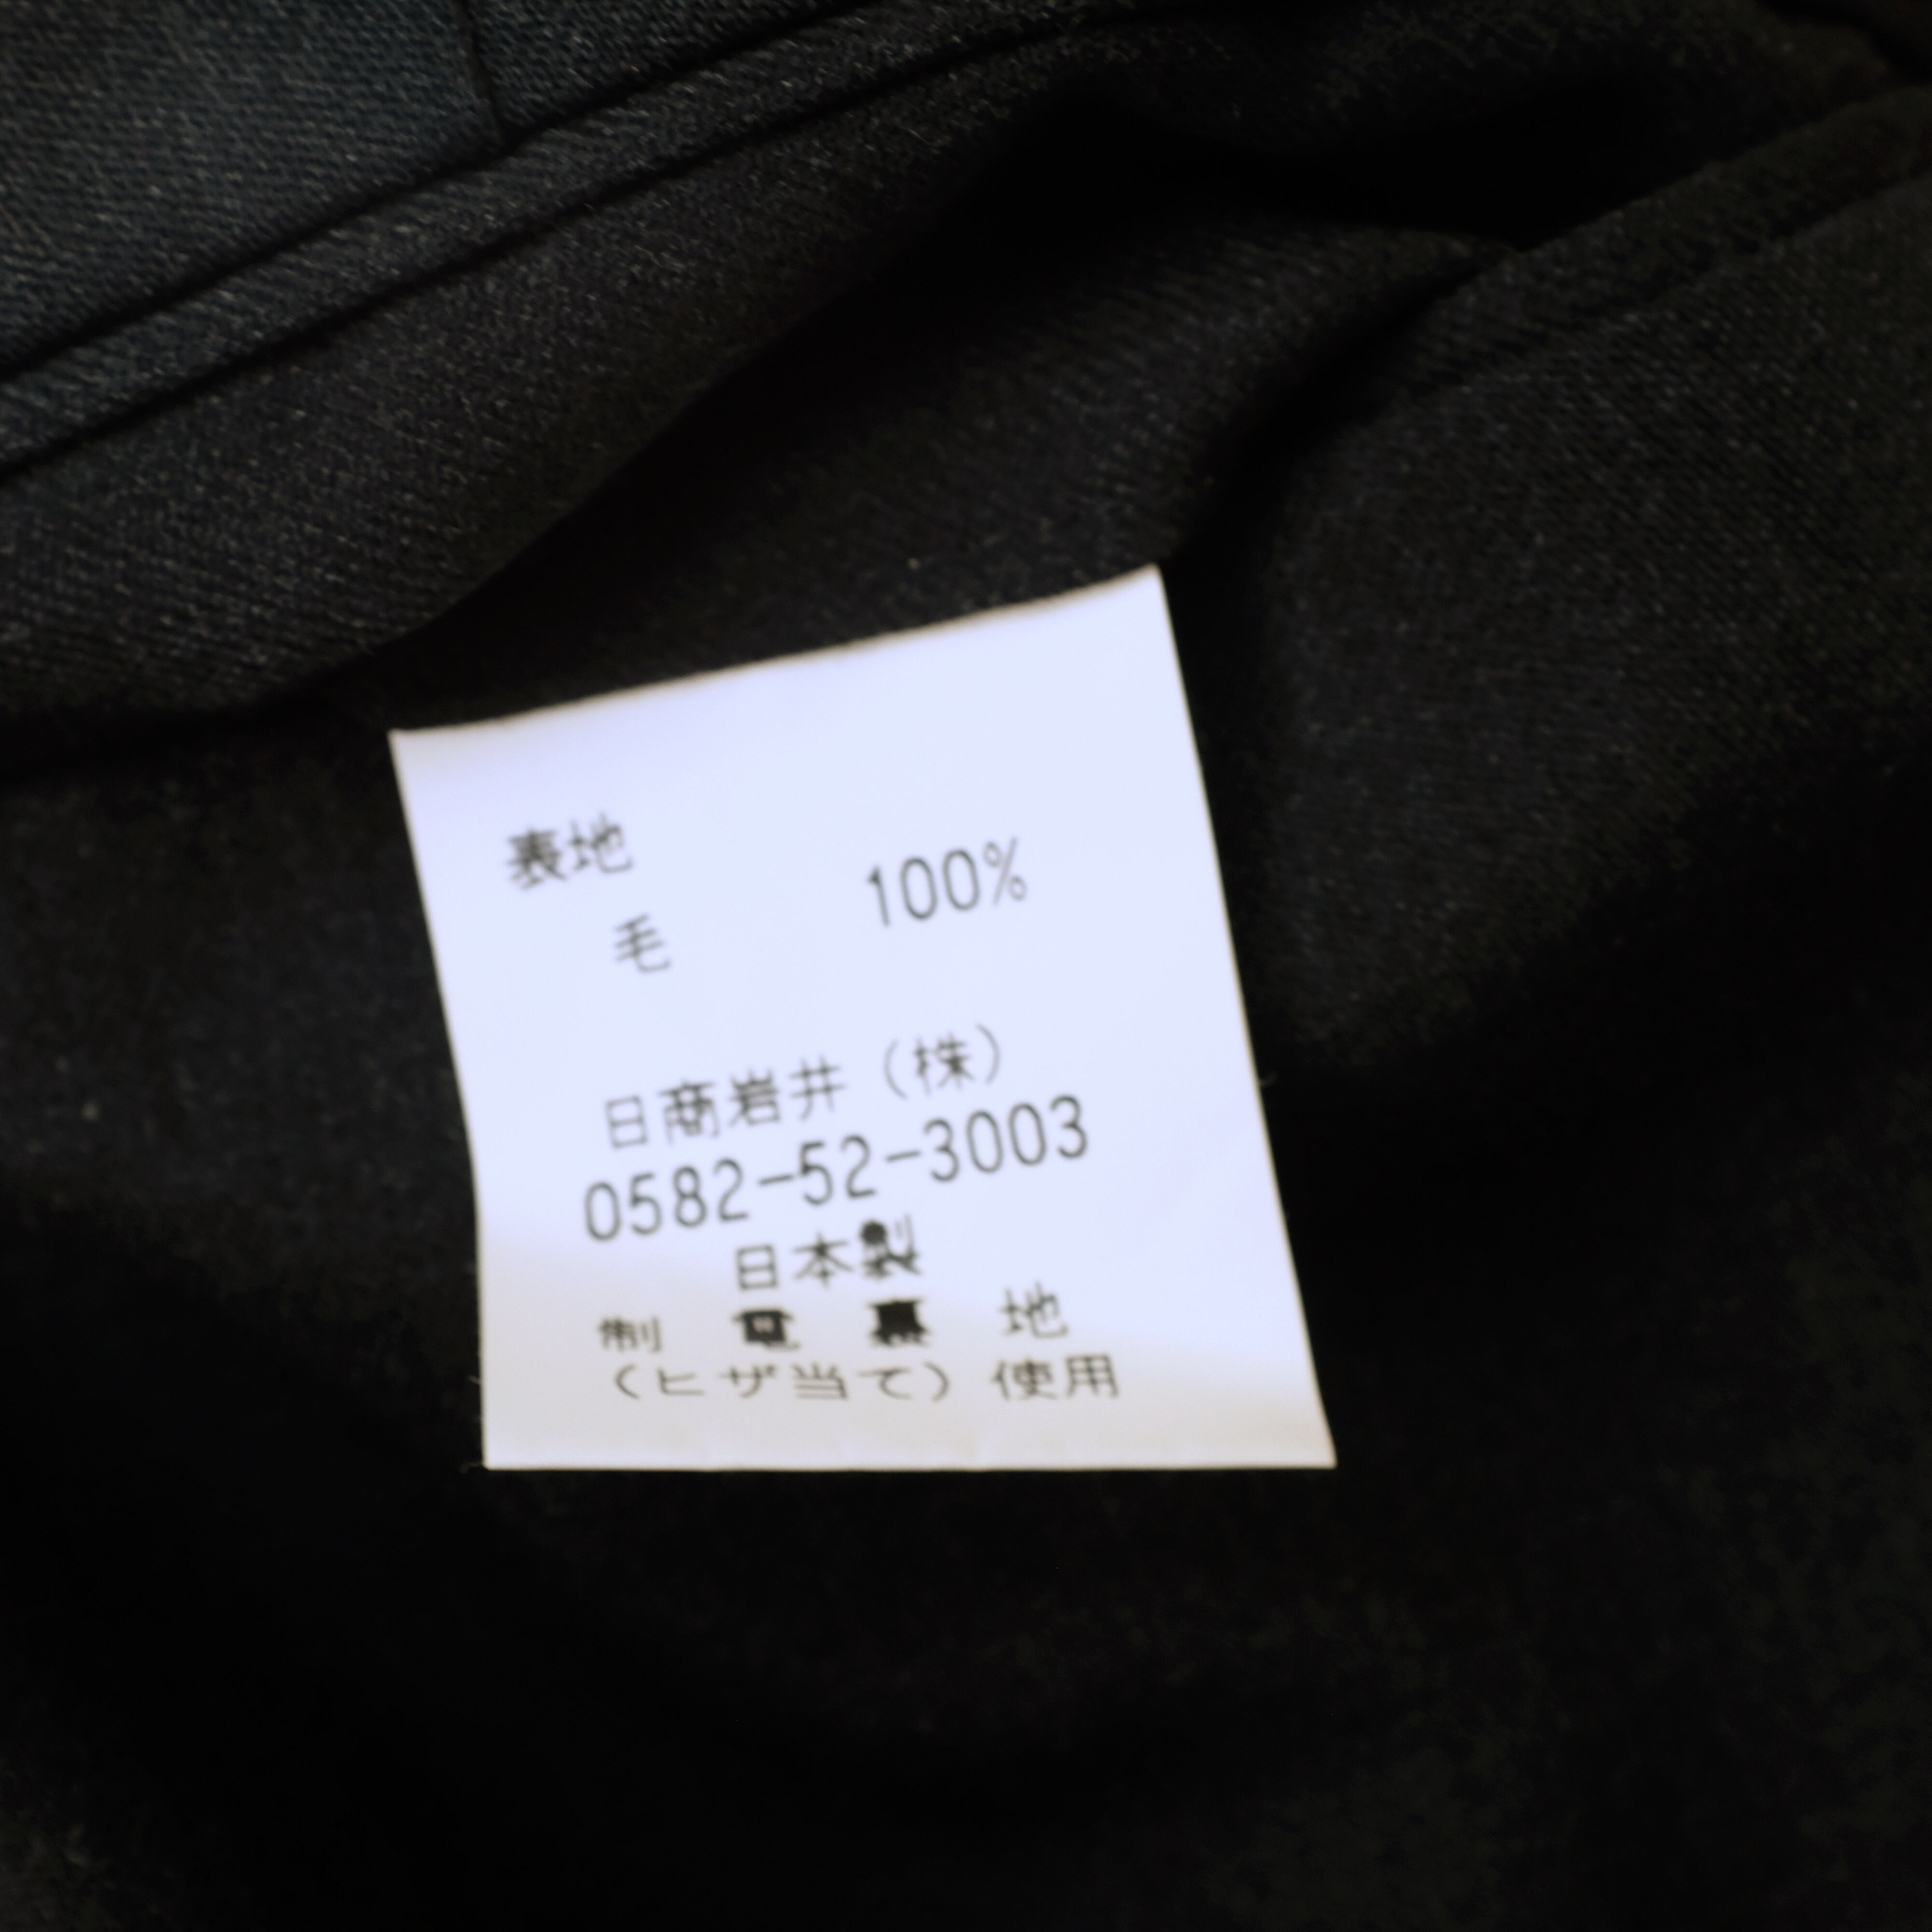 表地
毛 100%
日商岩井（株）
0582-52-3003
日本製
制電裏地
（ヒザ当て）使用